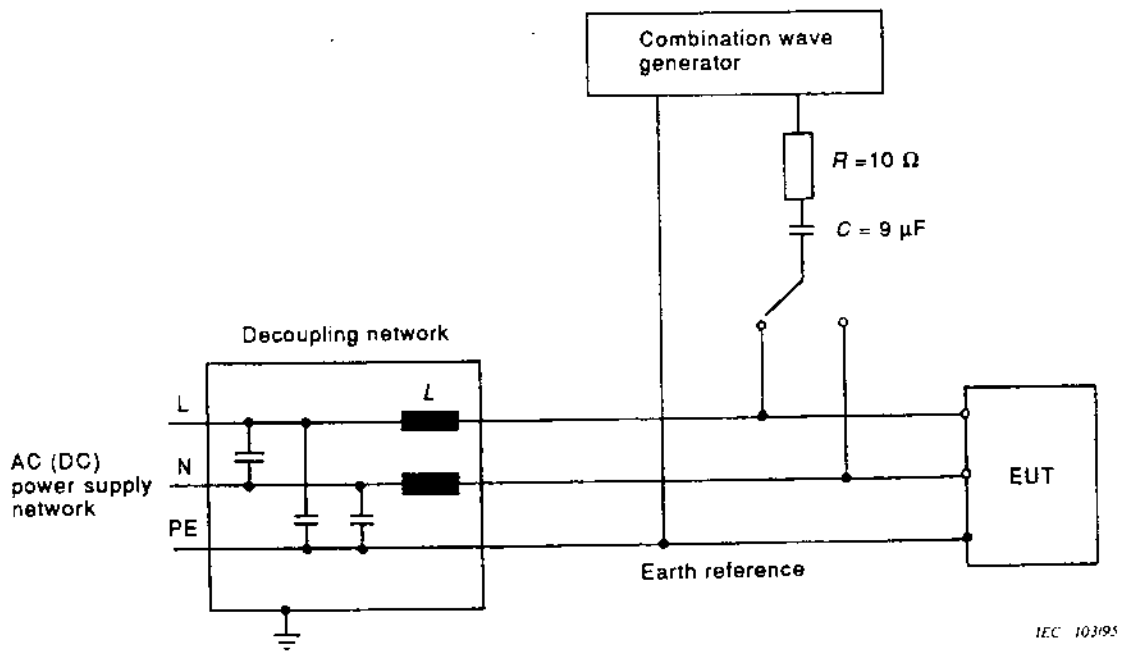 Combination wave
generator
R = 10 Ω
C = 9 µF
Decoupling network
L
L
AC (DC)
power supply
network
N
PE
EUT
Earth reference
IEC 103/95